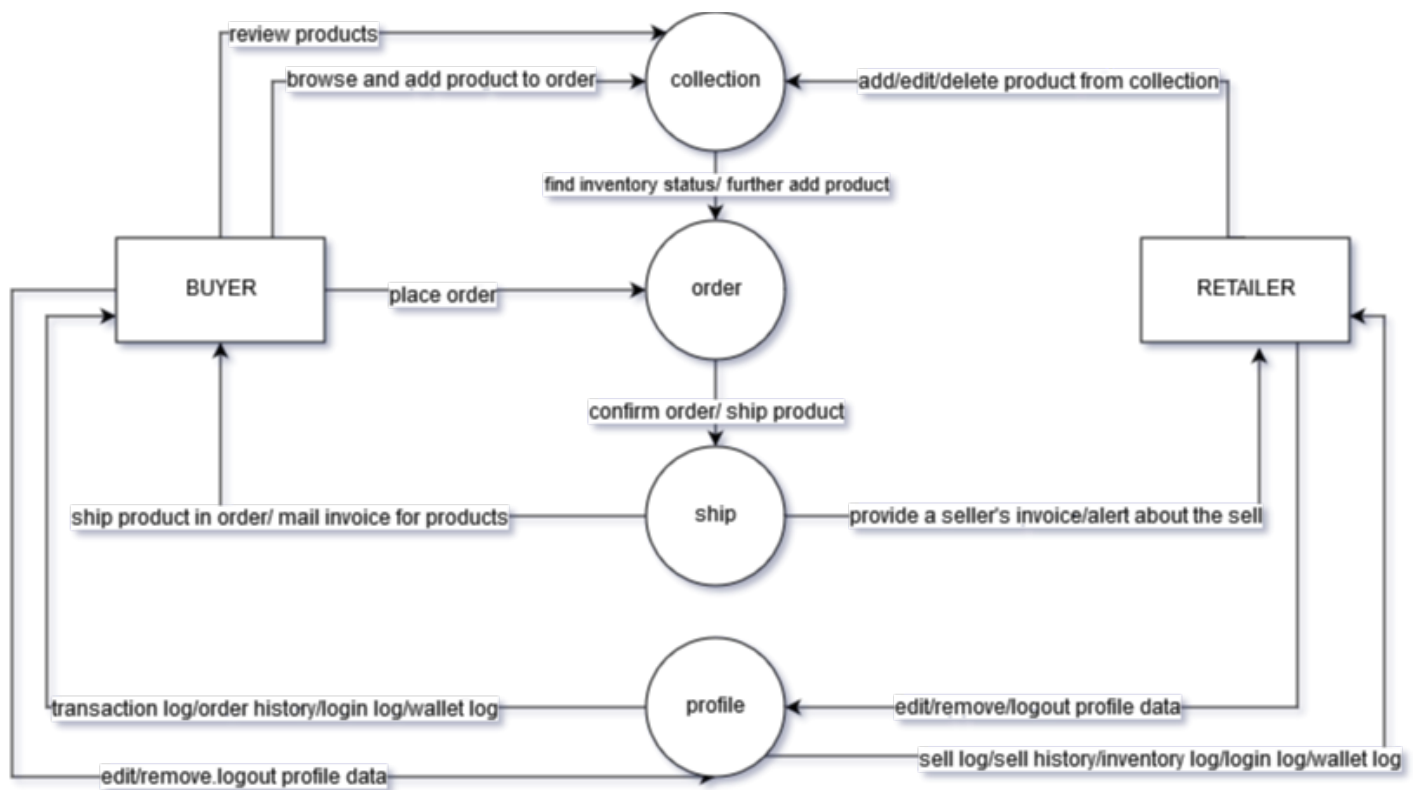 review products
collection
browse and add product to order
add/edit/delete product from collection
find inventory status/ further add product
BUYER
place order
order
RETAILER
confirm order/ ship product
ship product in order/ mail invoice for products
ship
provide a seller's invoice/alert about the sell
transaction log/order history/login log/wallet log
profile
edit/remove/logout profile data
sell log/sell history/inventory log/login log/wallet log
edit/remove.logout profile data